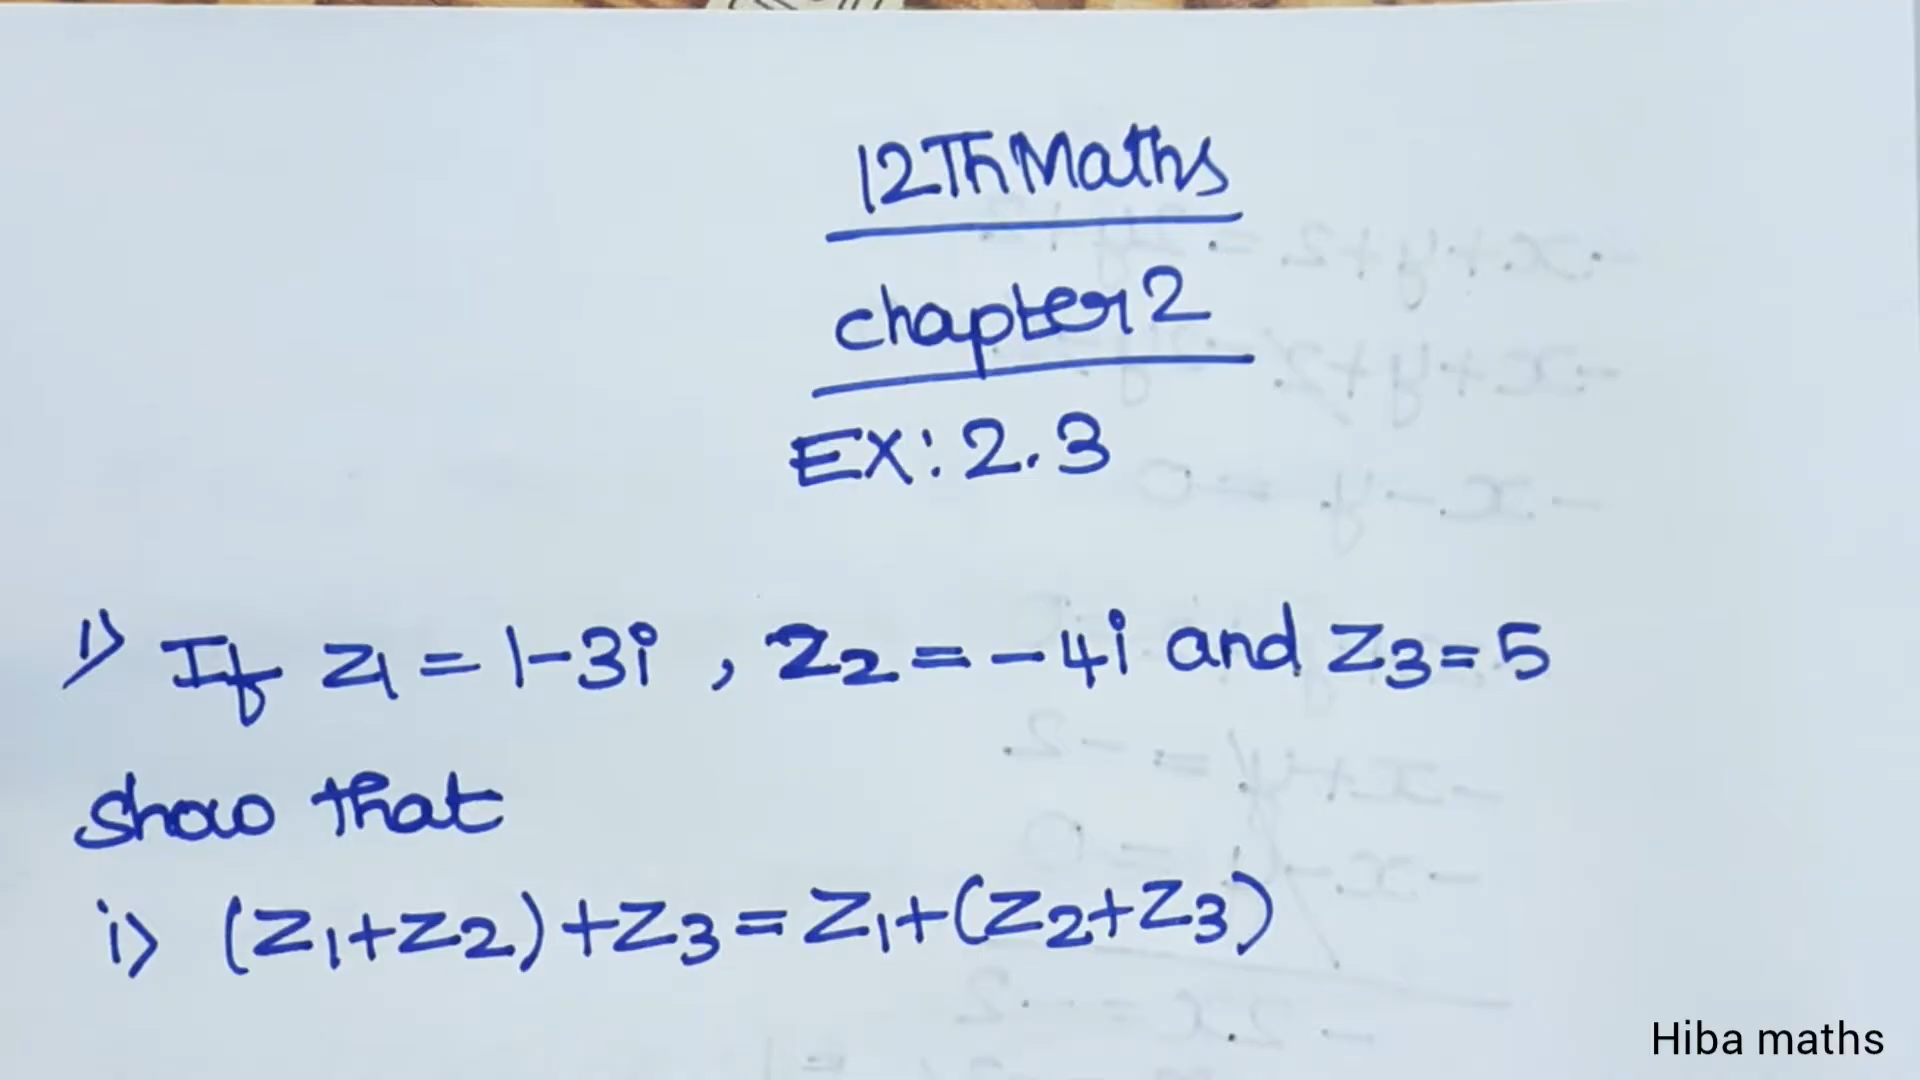 12Th Maths
chapter 2
EX: 2.3
1) If z1 = 1-3i , z2 = -4i and z3 = 5
show that
i) (z1+z2)+z3 = z1+(z2+z3)
Hiba maths